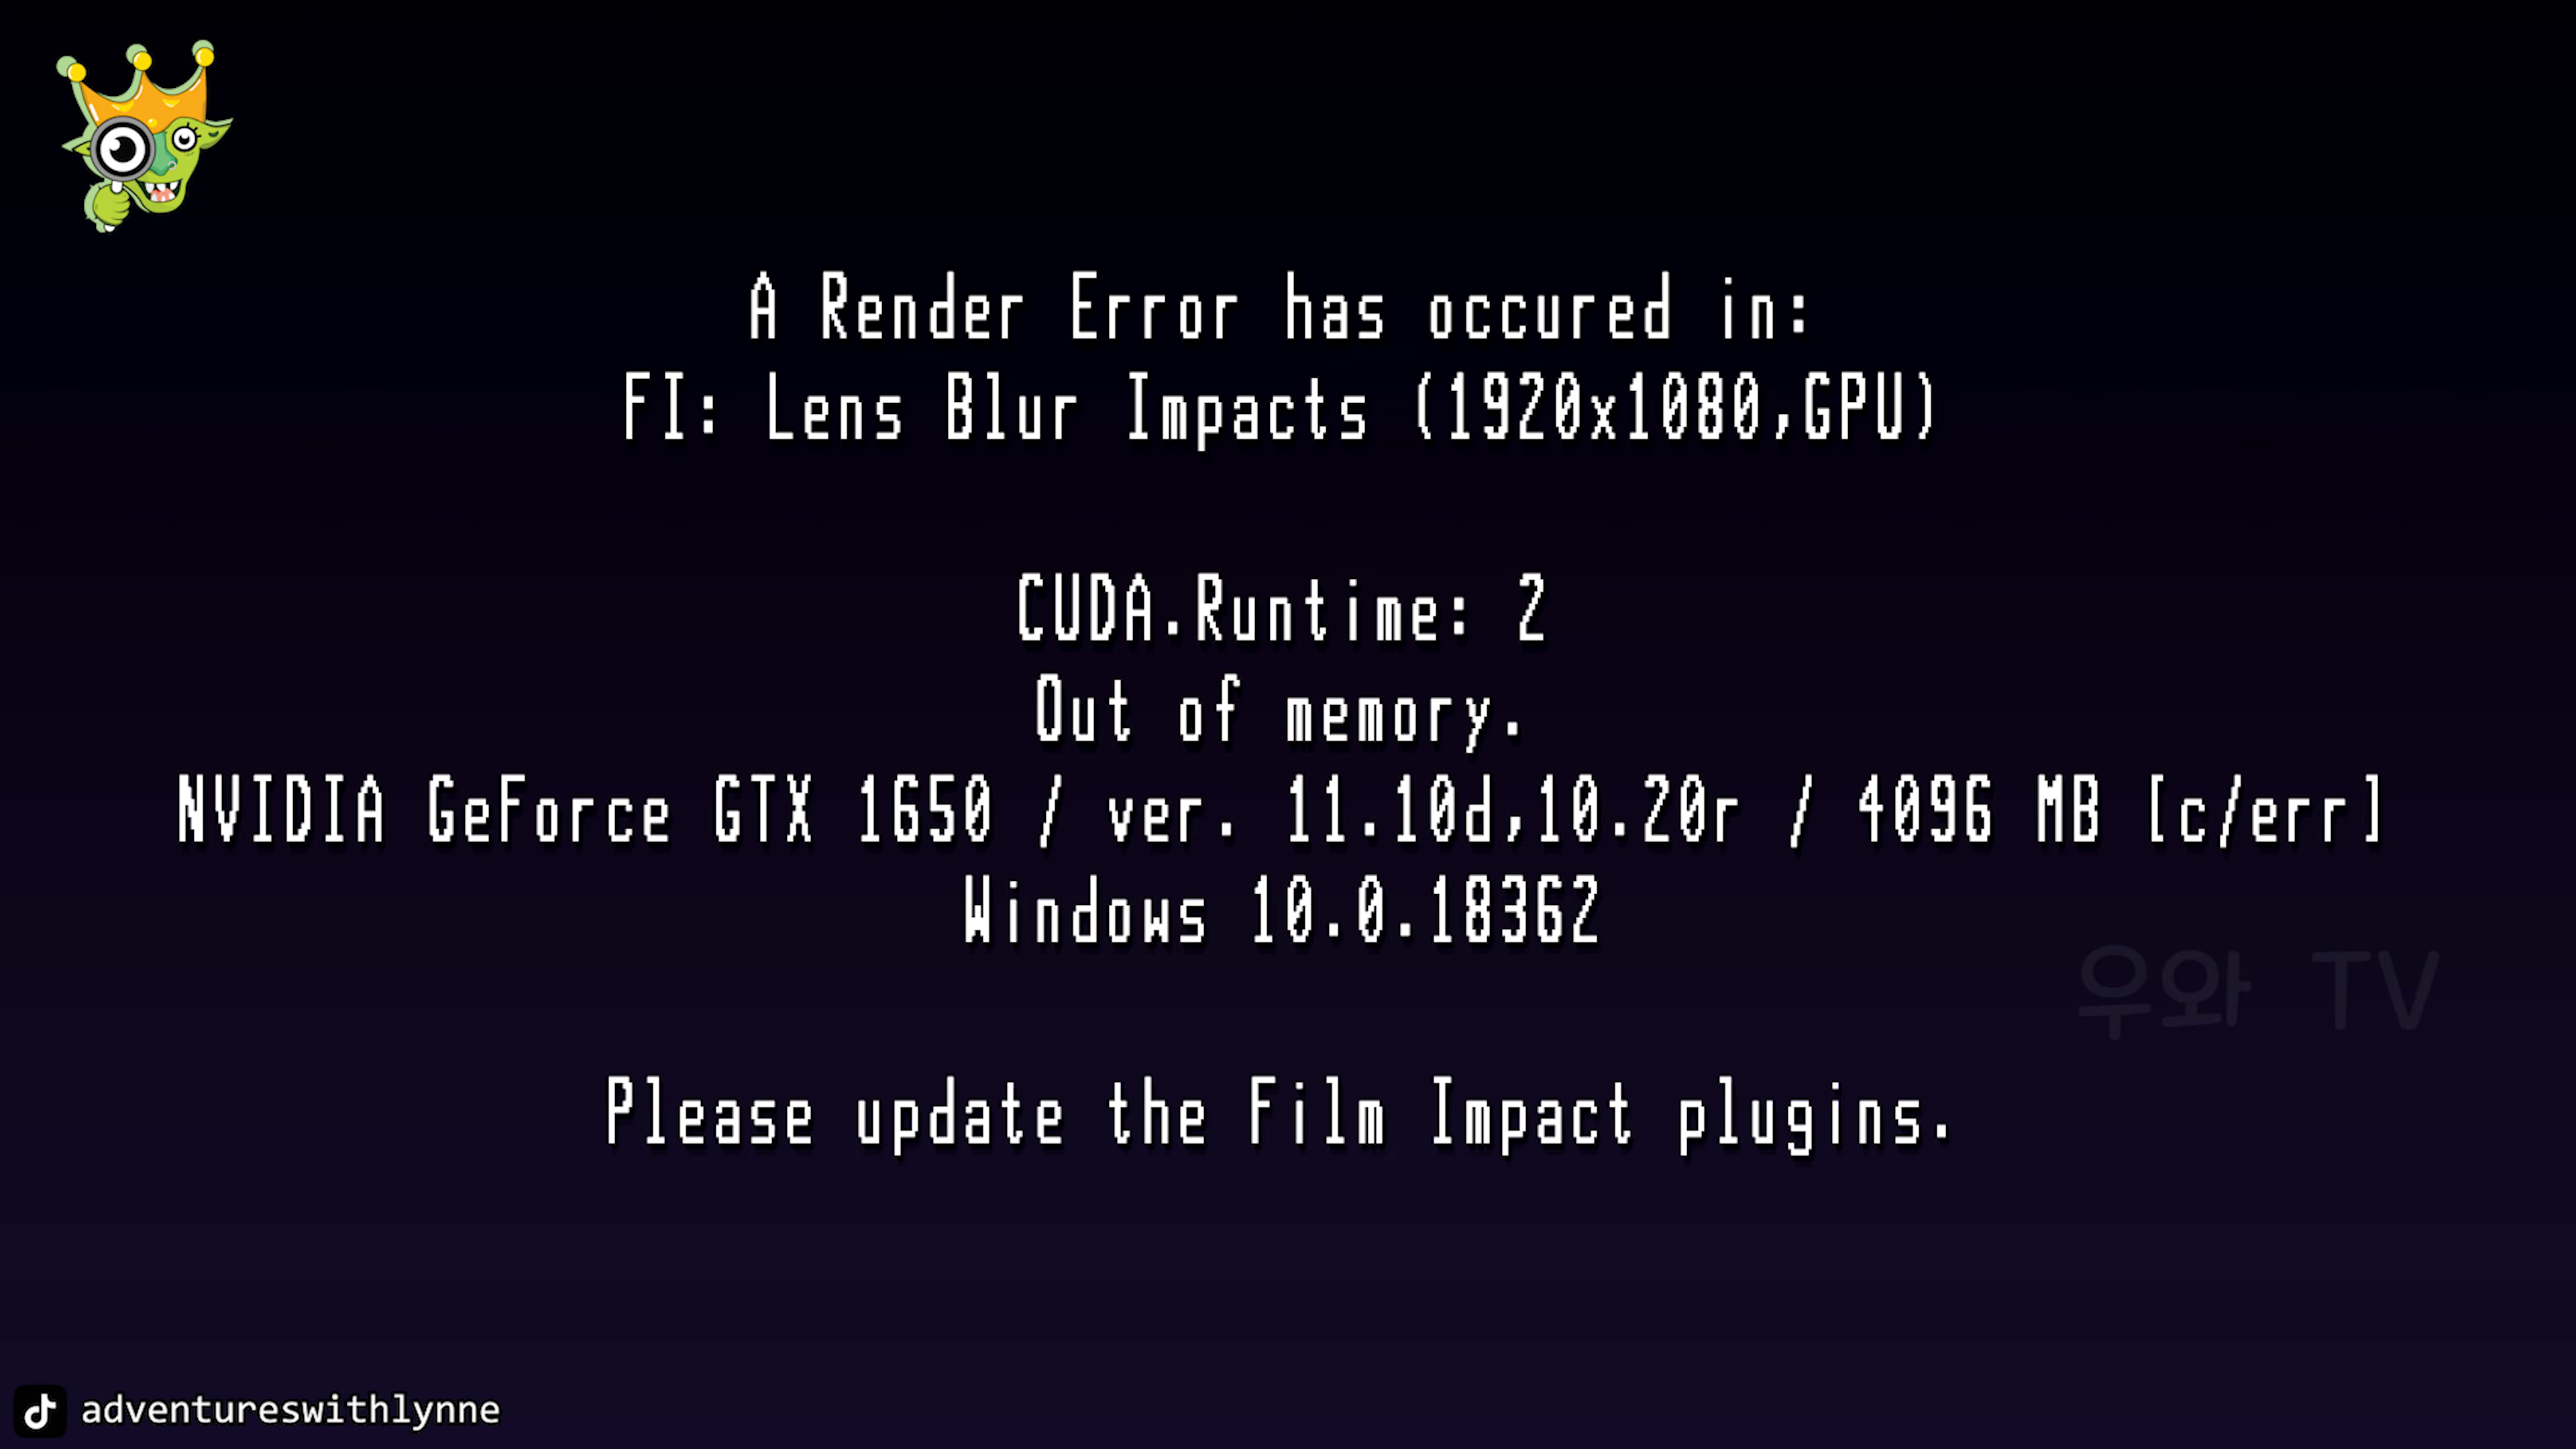 A Render Error has occured in:
FI: Lens Blur Impacts (1920x1080,GPU)
CUDA.Runtime: 2
Out of memory.
NVIDIA GeForce GTX 1650 / ver. 11.10d,10.20r / 4096 MB [c/err]
Windows 10.0.18362
우와 TV
Please update the Film Impact plugins.
adventureswithlynne